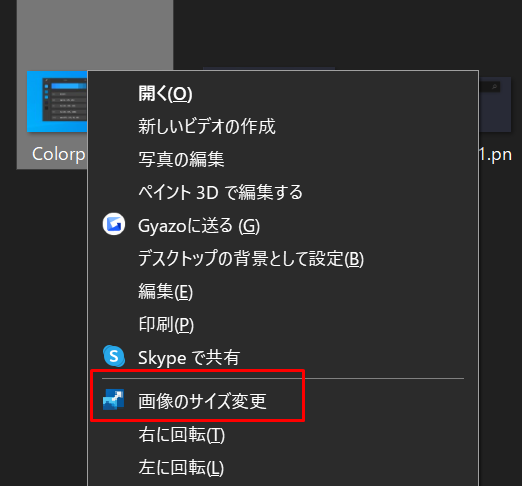 Colorp
1.pn
開く(O)
新しいビデオの作成
写真の編集
ペイント 3D で編集する
Gyazoに送る (G)
デスクトップの背景として設定(B)
編集(E)
印刷(P)
Skype で共有
画像のサイズ変更
右に回転(T)
左に回転(L)